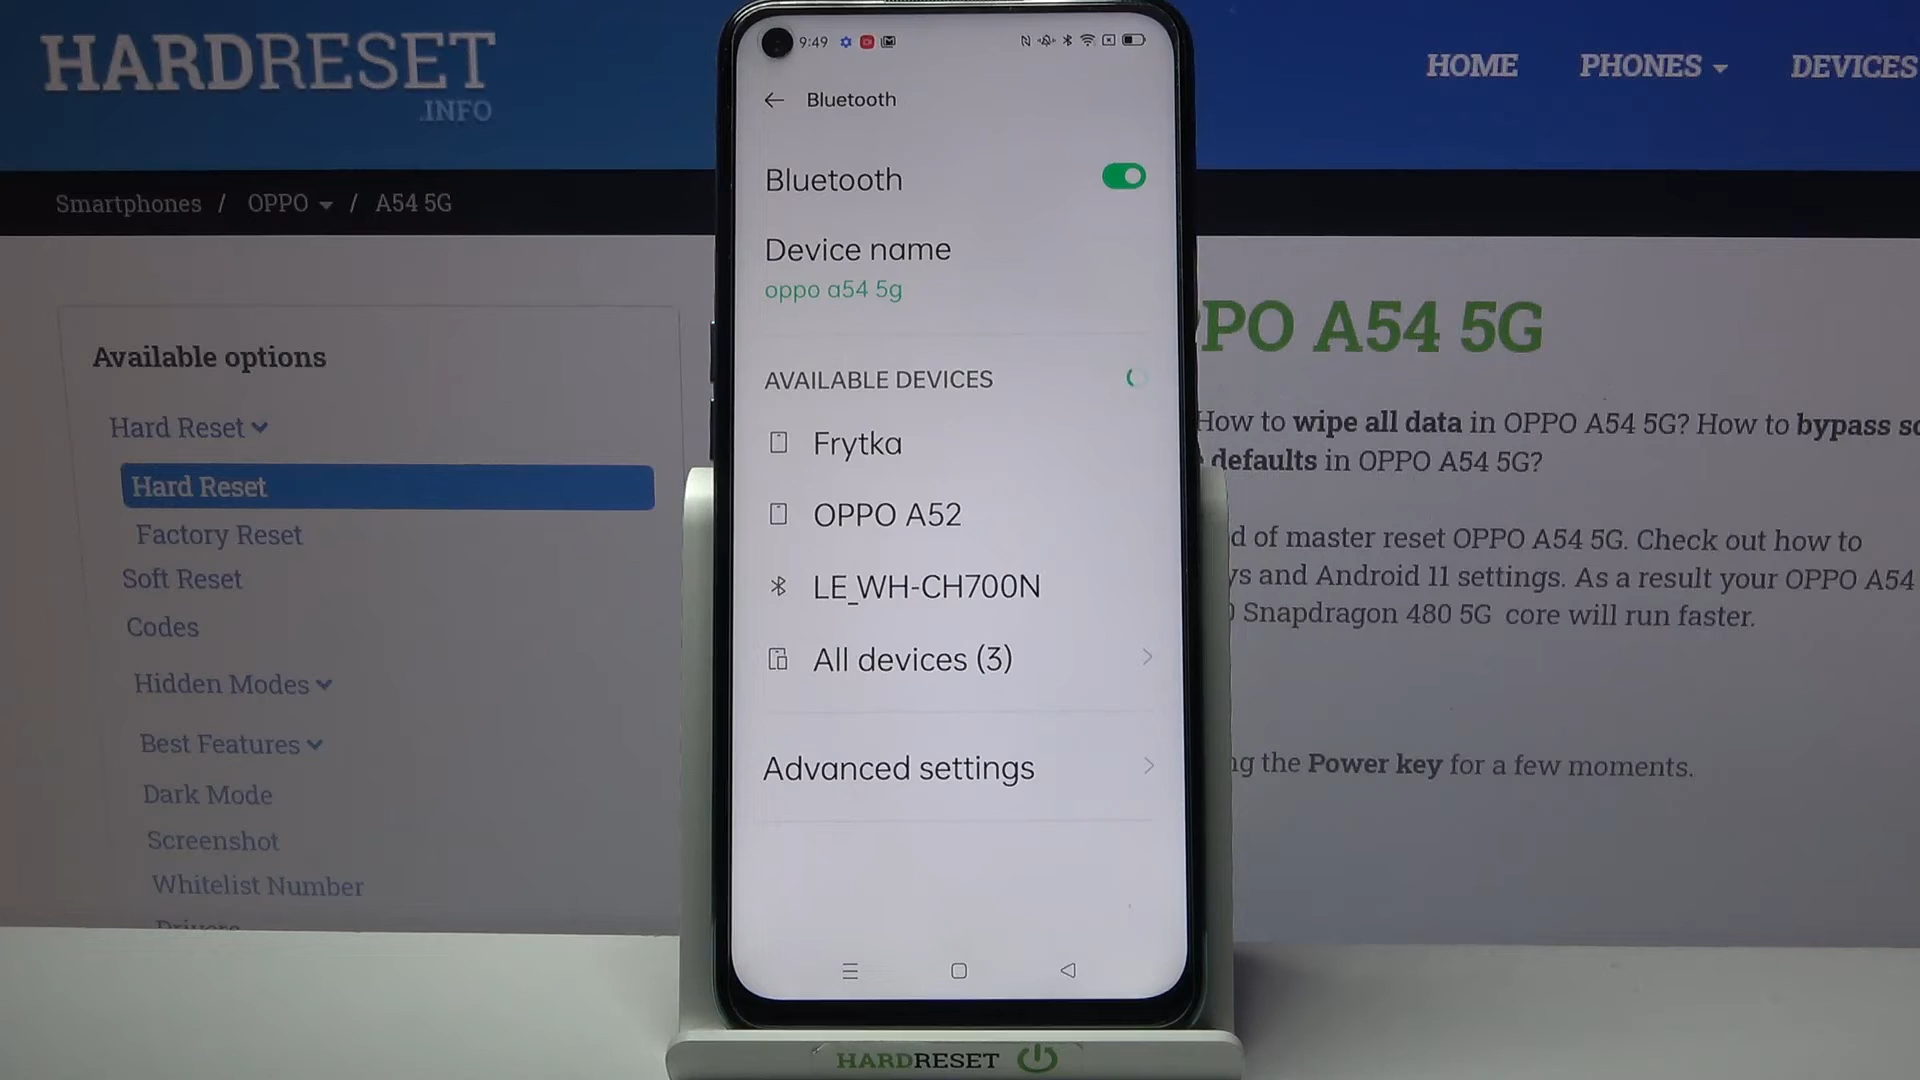 HARDRESET
.INFO
HOME PHONES DEVICES
Smartphones / OPPO / A54 5G
Available options
Hard Reset
Hard Reset
Factory Reset
Soft Reset
Codes
Hidden Modes
Best Features
Dark Mode
Screenshot
Whitelist Number
Drivers
9:49
Bluetooth
Bluetooth
Device name
oppo a54 5g
AVAILABLE DEVICES
Frytka
OPPO A52
LE_WH-CH700N
All devices (3)
Advanced settings
PPO A54 5G
How to wipe all data in OPPO A54 5G? How to bypass
defaults in OPPO A54 5G?
of master reset OPPO A54 5G. Check out how to
and Android 11 settings. As a result your OPPO A54
Snapdragon 480 5G core will run faster.
the Power key for a few moments.
HARDRESET